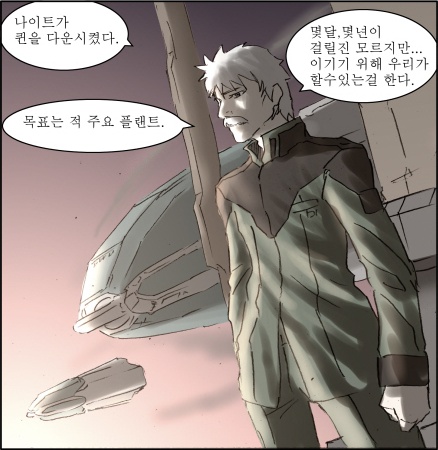 나이트가
퀸을 다운시켰다.
목표는 적 주요 플랜트.
몇달,몇년이
걸릴진 모르지만...
이기기 위해 우리가
할수있는걸 한다.